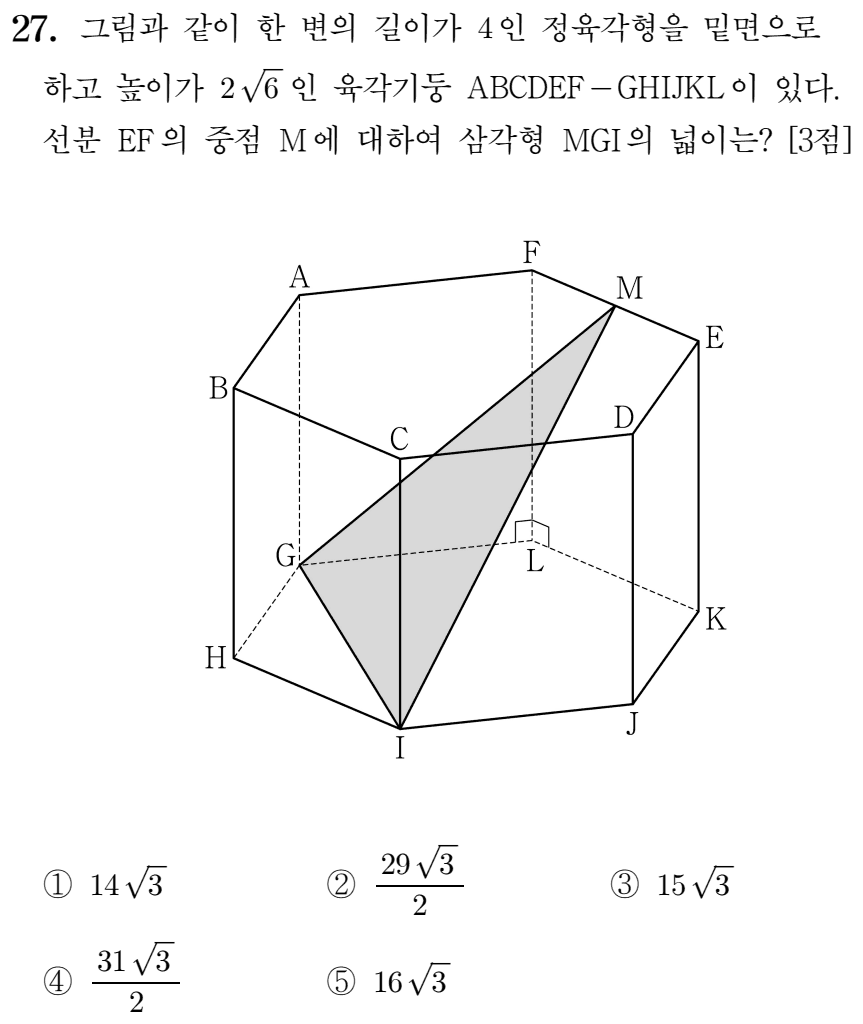 27. 그림과 같이 한 변의 길이가 4인 정육각형을 밑면으로
하고 높이가 2√6 인 육각기둥 ABCDEF−GHIJKL이 있다.
선분 EF의 중점 M에 대하여 삼각형 MGI의 넓이는? [3점]
F
A
M
E
B
D
C
G
L
K
H
J
I
① 14√3
② 29√3/2
③ 15√3
④ 31√3/2
⑤ 16√3